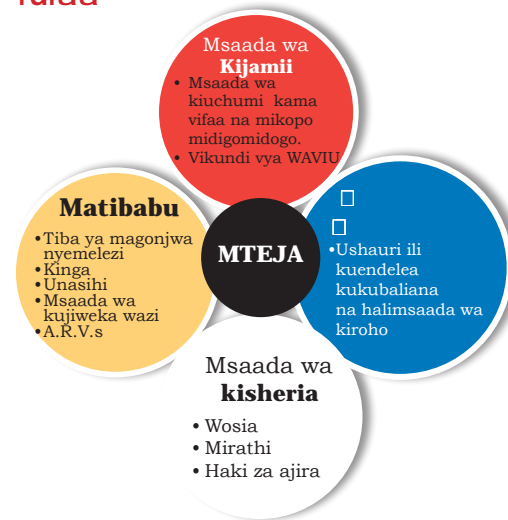 Msaada wa
Kijamii
• Msaada wa
kiuchumi kama
vifaa na mikopo
midigomidogo.
• Vikundi vya WAVIU
Matibabu
•Tiba ya magonjwa
nyemelezi
•Kinga
•Unasihi
•Msaada wa
kujiweka wazi
•A.R.V.s
MTEJA
•Ushauri ili
kuendelea
kukubaliana
na halimsaada wa
kiroho
Msaada wa
kisheria
• Wosia
• Mirathi
• Haki za ajira